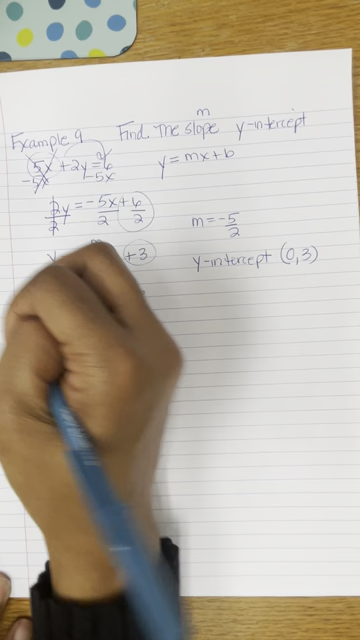 m
Example 9 Find the slope y-intercept
5x + 2y = 6 y = mx + b
-5x -5x
2y = -5x + 6
2 2 2
m = -5/2
y +3 y-intercept (0,3)